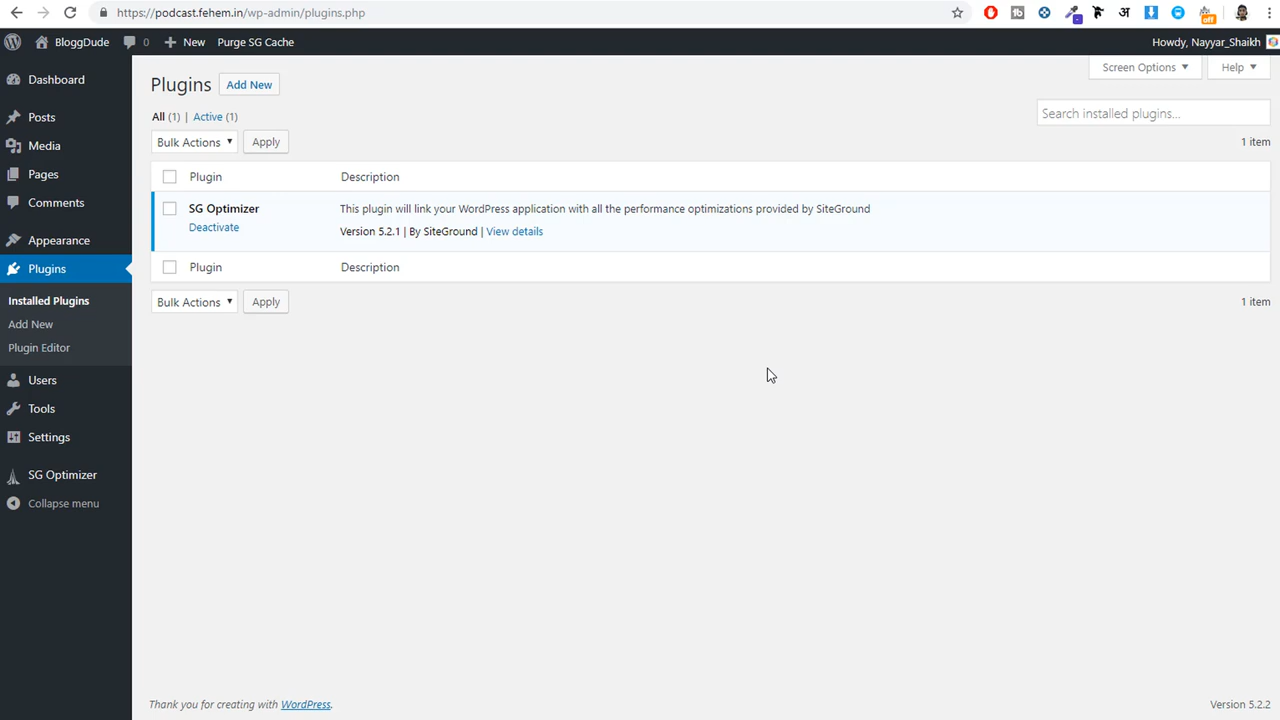 https://podcast.fehem.in/wp-admin/plugins.php
BloggDude 0 New Purge SG Cache Howdy, Nayyar_Shaikh
Dashboard
Posts
Media
Pages
Comments
Appearance
Plugins
Installed Plugins
Add New
Plugin Editor
Users
Tools
Settings
SG Optimizer
Collapse menu
Screen Options Help
Plugins Add New
All (1) | Active (1)
Search installed plugins...
Bulk Actions Apply 1 item
Plugin Description
SG Optimizer This plugin will link your WordPress application with all the performance optimizations provided by SiteGround
Deactivate Version 5.2.1 | By SiteGround | View details
Plugin Description
Bulk Actions Apply 1 item
Thank you for creating with WordPress. Version 5.2.2